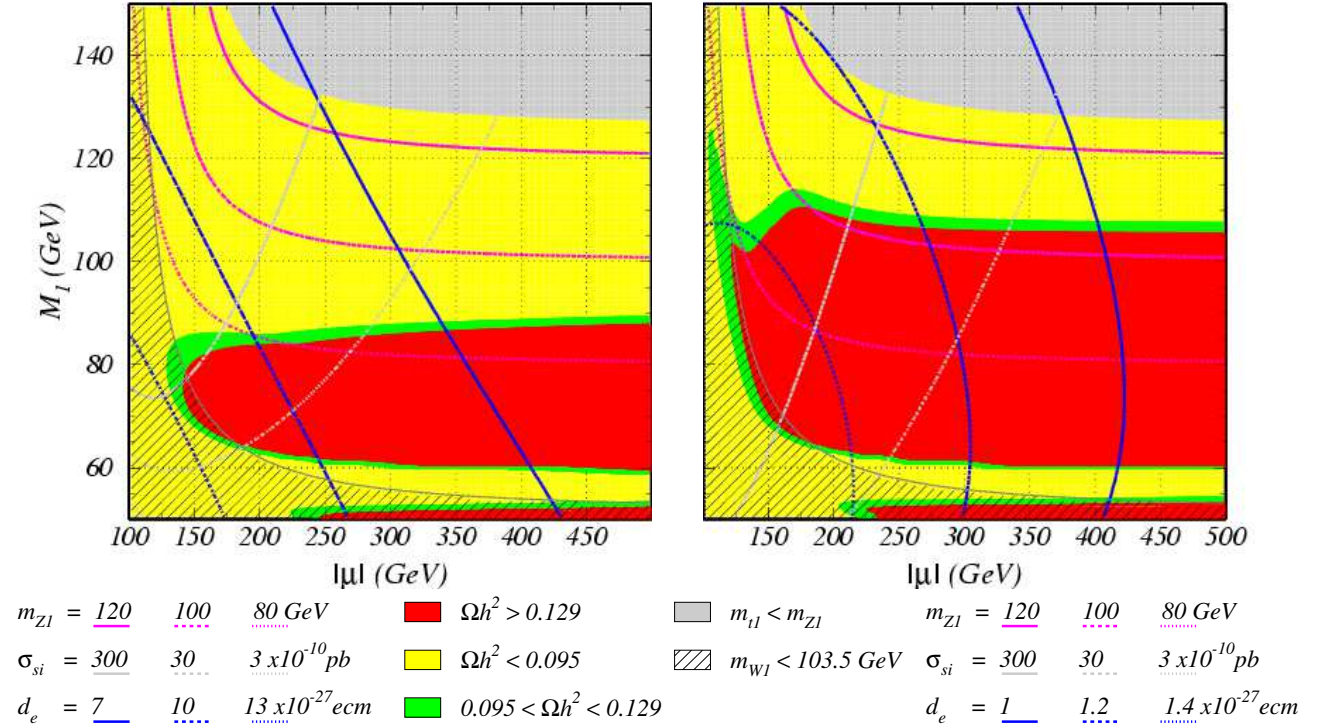 140
120
100
80
60
M1 (GeV)
100 150 200 250 300 350 400 450
150 200 250 300 350 400 450 500
|μ| (GeV)
|μ| (GeV)
mZ1 = 120 100 80 GeV
Ωh² > 0.129
mt1 < mZ1
mZ1 = 120 100 80 GeV
σsi = 300 30 3 x10⁻¹⁰pb
Ωh² < 0.095
mW1 < 103.5 GeV
σsi = 300 30 3 x10⁻¹⁰pb
de = 7 10 13 x10⁻²⁷ecm
0.095 < Ωh² < 0.129
de = 1 1.2 1.4 x10⁻²⁷ecm